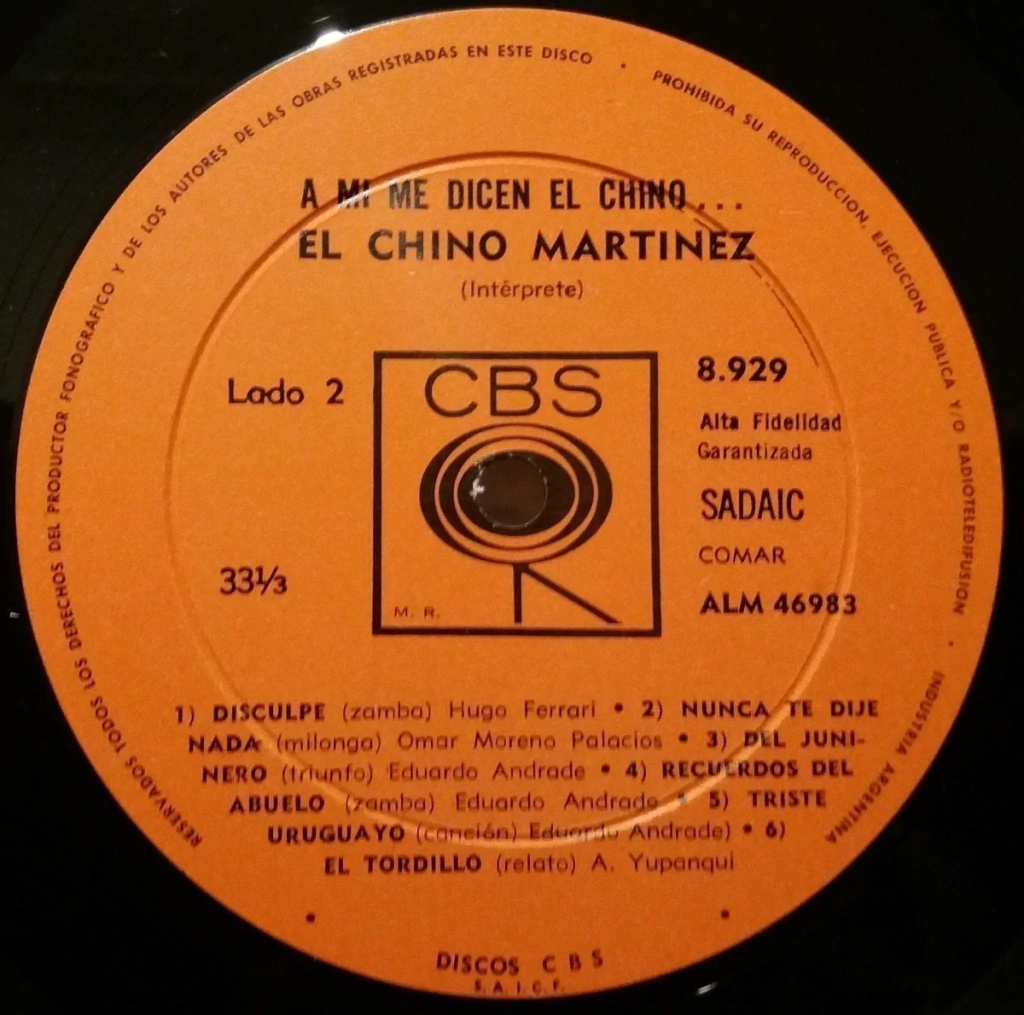 RESERVADOS TODOS LOS DERECHOS DEL PRODUCTOR FONOGRAFICO Y DE LOS AUTORES DE LAS OBRAS REGISTRADAS EN ESTE DISCO • PROHIBIDA SU REPRODUCCION, EJECUCION PUBLICA Y/O RADIOTELEDIFUSION • INDUSTRIA ARGENTINA
A MI ME DICEN EL CHINO...
EL CHINO MARTINEZ
(Intérprete)
Lado 2
CBS
M. R.
33⅓
8.929
Alta Fidelidad
Garantizada
SADAIC
COMAR
ALM 46983
1) DISCULPE (zamba) Hugo Ferrari • 2) NUNCA TE DIJE
NADA (milonga) Omar Moreno Palacios • 3) DEL JUNI-
NERO (triunfo) Eduardo Andrade • 4) RECUERDOS DEL
ABUELO (zamba) Eduardo Andrade • 5) TRISTE
URUGUAYO (canción) Eduardo Andrade) • 6)
EL TORDILLO (relato) A. Yupanqui
DISCOS CBS
S. A. I. C. F.